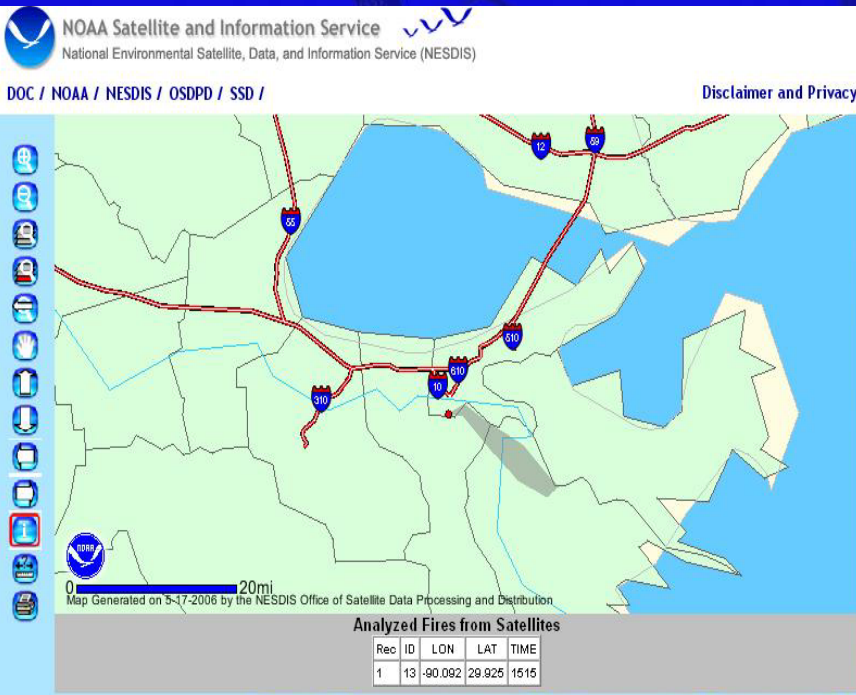 NOAA Satellite and Information Service
National Environmental Satellite, Data, and Information Service (NESDIS)
DOC / NOAA / NESDIS / OSDPD / SSD /
Disclaimer and Privacy
12
59
55
510
610
10
310
NOAA
0 20mi
Map Generated on 5-17-2006 by the NESDIS Office of Satellite Data Processing and Distribution
Analyzed Fires from Satellites
Rec ID LON LAT TIME
1 13 -90.092 29.925 1515